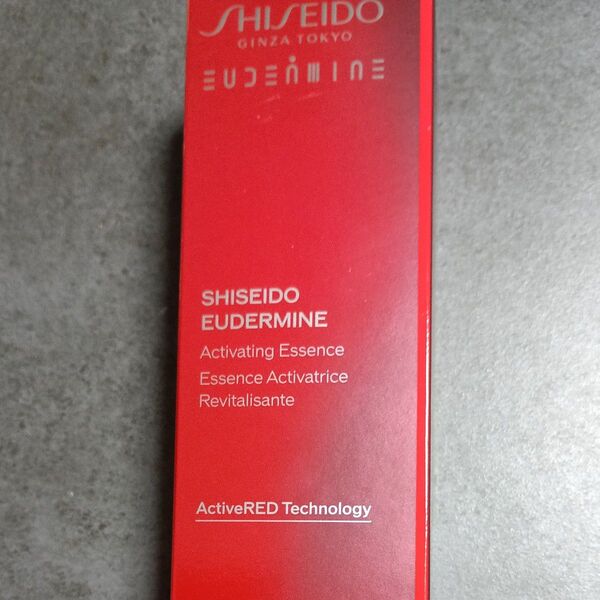 SHISEIDO
GINZA TOKYO
EUDERMINE
SHISEIDO
EUDERMINE
Activating Essence
Essence Activatrice
Revitalisante
ActiveRED Technology